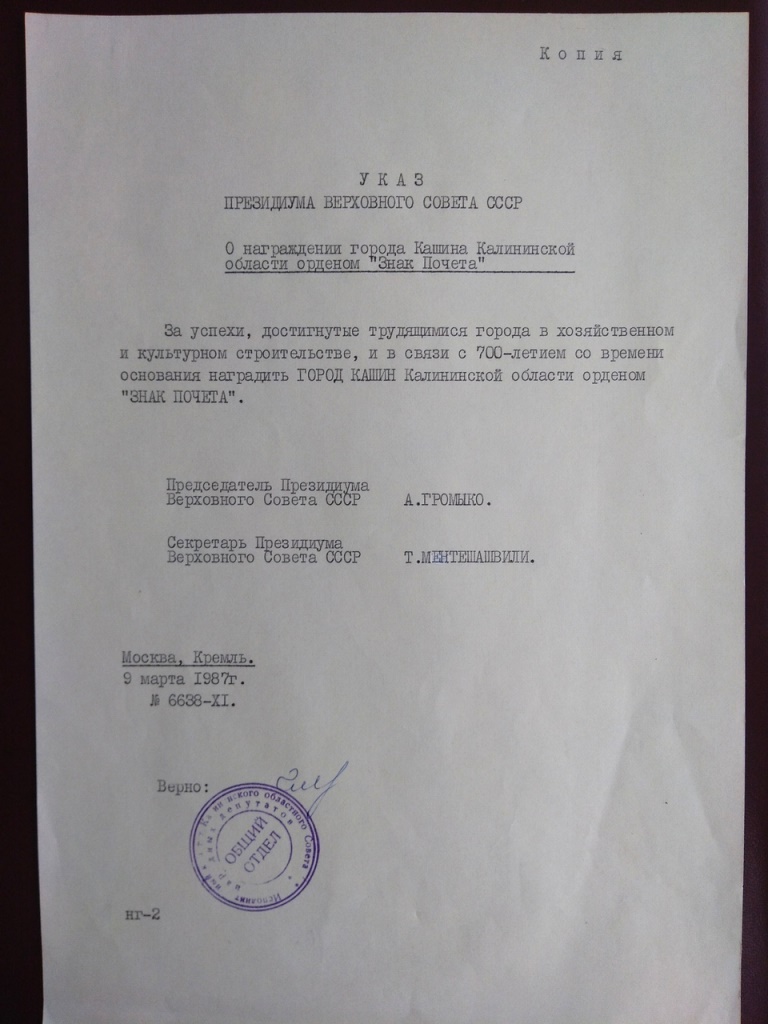 Копия
УКАЗ
ПРЕЗИДИУМА ВЕРХОВНОГО СОВЕТА СССР
О награждении города Кашина Калининской
области орденом "Знак Почета"
За успехи, достигнутые трудящимися города в хозяйственном
и культурном строительстве, и в связи с 700-летием со времени
основания наградить ГОРОД КАШИН Калининской области орденом
"ЗНАК ПОЧЕТА".
Председатель Президиума
Верховного Совета СССР А.ГРОМЫКО.
Секретарь Президиума
Верховного Совета СССР Т.МЕНТЕШАШВИЛИ.
Москва, Кремль.
9 марта 1987г.
№ 6638-XI.
Верно:
областного Совета
депутатов
ОБЩИЙ
ОТДЕЛ
нг-2